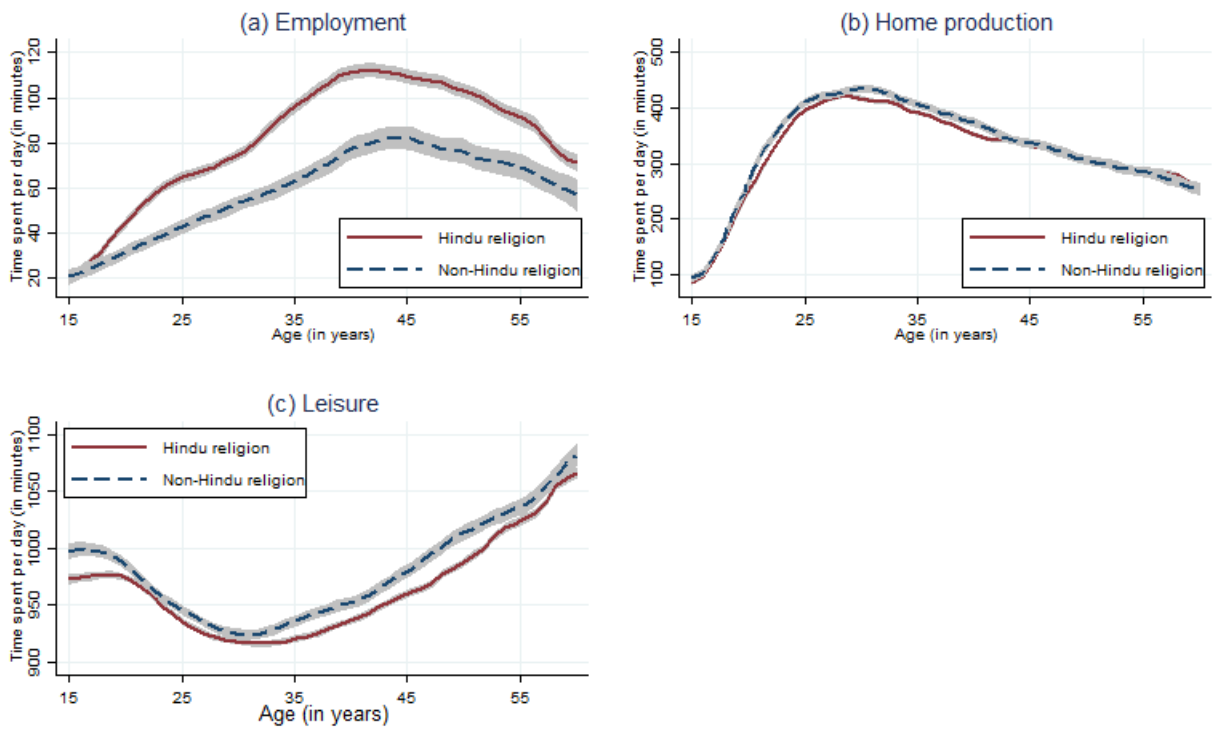 (a) Employment
Time spent per day (in minutes)
120
100
80
60
40
20
Hindu religion
Non-Hindu religion
15 25 35 45 55
Age (in years)
(b) Home production
Time spent per day (in minutes)
500
400
300
200
100
Hindu religion
Non-Hindu religion
15 25 35 45 55
Age (in years)
(c) Leisure
Time spent per day (in minutes)
1100
1050
1000
950
900
Hindu religion
Non-Hindu religion
15 25 35 45 55
Age (in years)